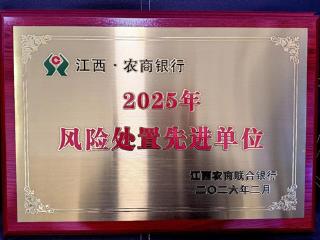 江西·农商银行
2025年
风险处置先进单位
江西农商联合银行
二〇二六年二月